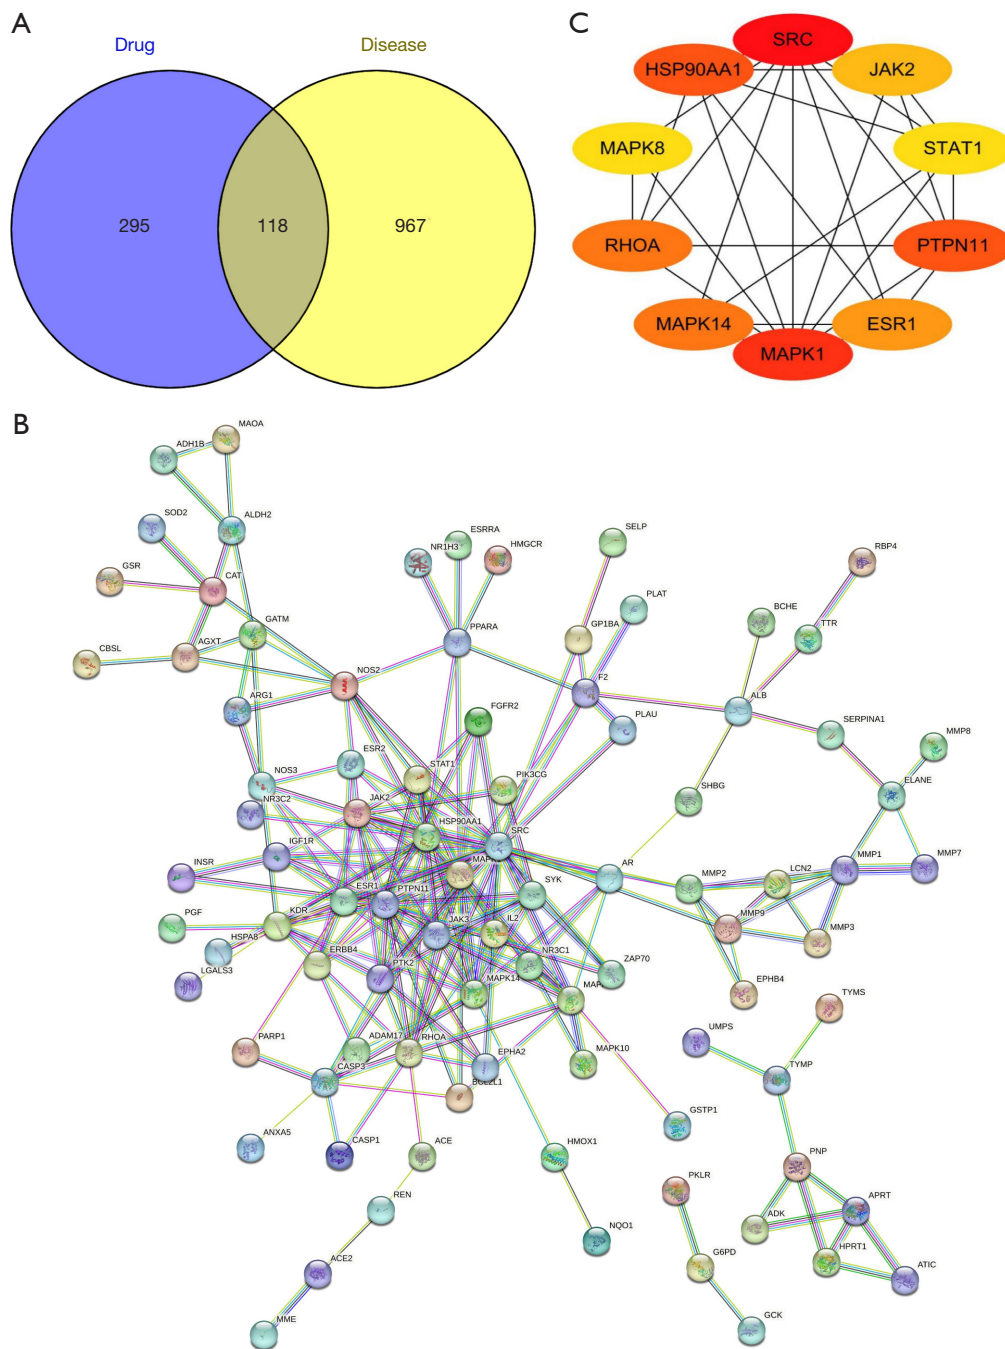 A
Drug
Disease
295
118
967
C
SRC
HSP90AA1
JAK2
MAPK8
STAT1
RHOA
PTPN11
MAPK14
ESR1
MAPK1
B
MAOA
ADH1B
SOD2
ALDH2
GSR
CAT
GATM
CBSL
AGXT
NOS2
ARG1
NR1H3
ESRRA
HMGCR
PPARA
SELP
GP1BA
PLAT
F2
PLAU
RBP4
BCHE
TTR
ALB
SERPINA1
MMP8
ELANE
SHBG
FGFR2
ESR2
STAT1
PIK3CG
NOS3
NR3C2
JAK2
HSP90AA1
SRC
IGF1R
INSR
ESR1
PTPN11
SYK
AR
MMP2
LCN2
MMP1
MMP7
MMP9
MMP3
EPHB4
PGF
KDR
JAK3
IL2
HSPA8
ERBB4
NR3C1
ZAP70
LGALS3
PTK2
MAPK14
MAPK10
PARP1
ADAM17
RHOA
EPHA2
CASP3
BCL2L1
ANXA5
CASP1
ACE
HMOX1
GSTP1
REN
NQO1
ACE2
MME
TYMS
UMPS
TYMP
PNP
PKLR
APRT
ADK
HPRT1
ATIC
G6PD
GCK